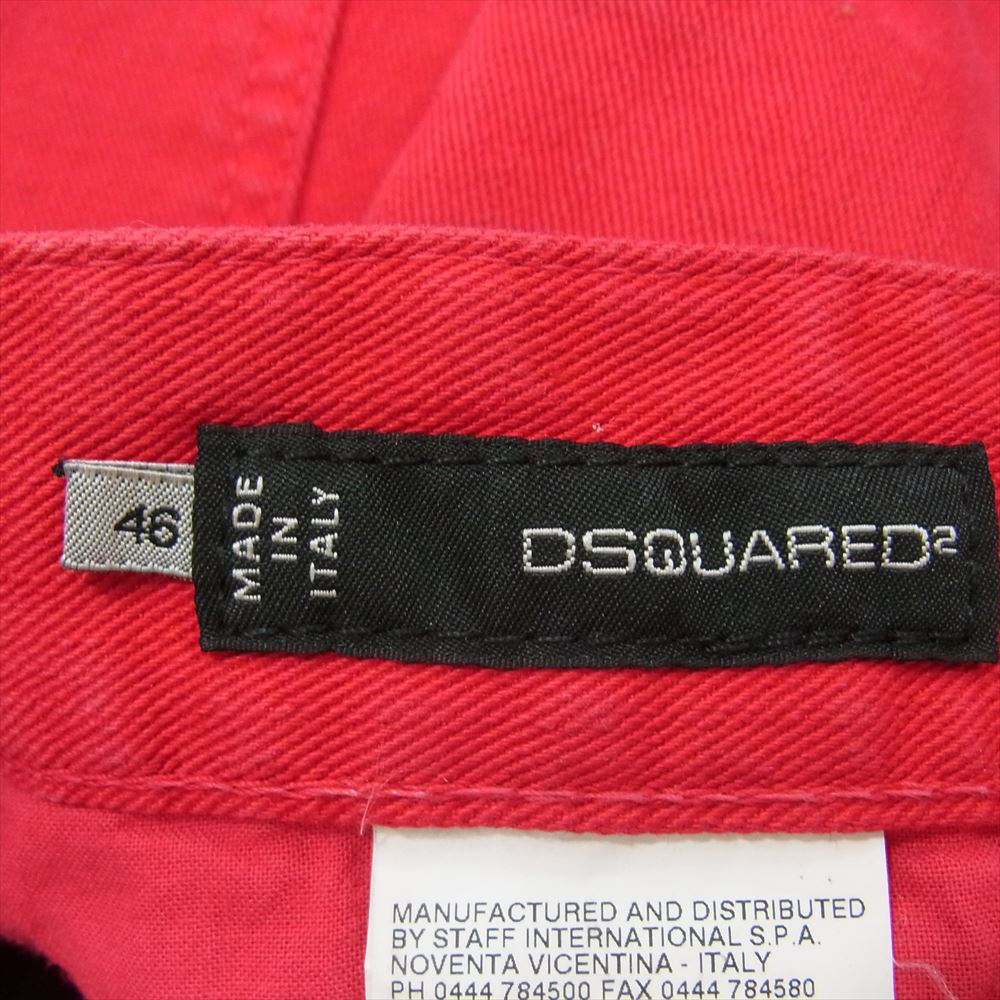 46
MADE
IN
ITALY
DSQUARED²
MANUFACTURED AND DISTRIBUTED
BY STAFF INTERNATIONAL S.P.A.
NOVENTA VICENTINA - ITALY
PH 0444 784500 FAX 0444 784580